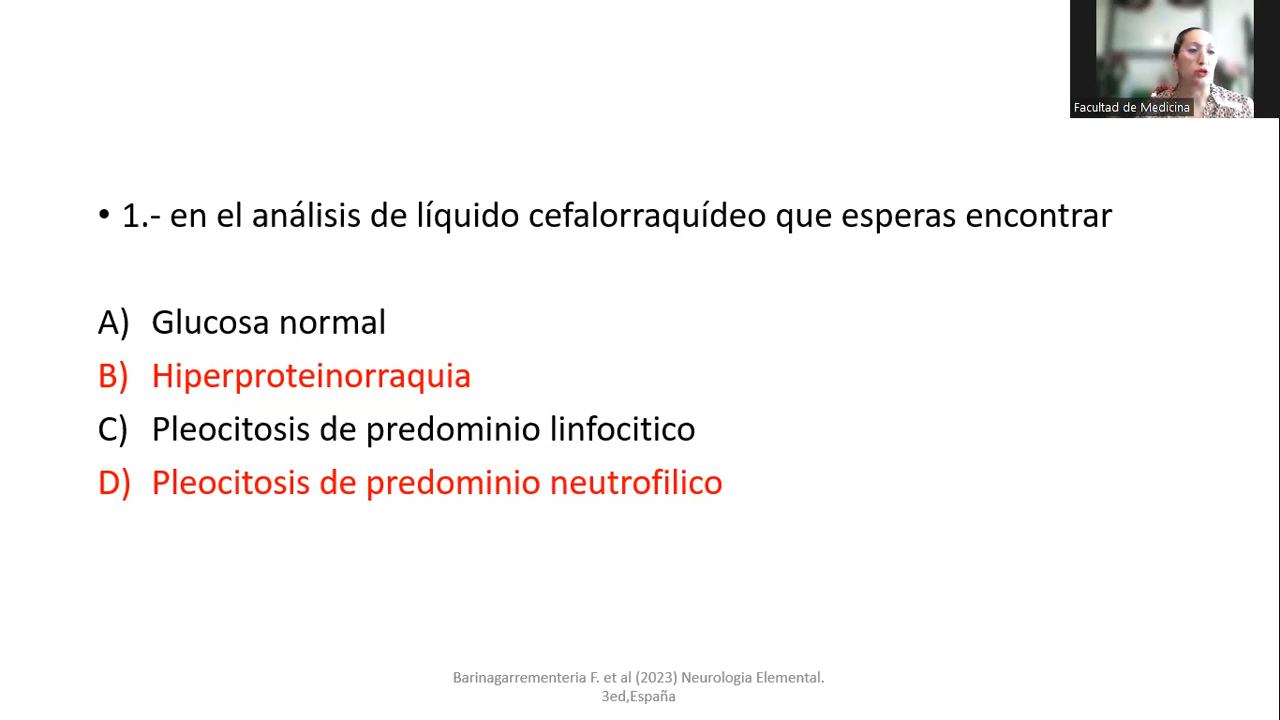 Facultad de Medicina
• 1.- en el análisis de líquido cefalorraquídeo que esperas encontrar
A) Glucosa normal
B) Hiperproteinorraquia
C) Pleocitosis de predominio linfocitico
D) Pleocitosis de predominio neutrofilico
Barinagarrementeria F. et al (2023) Neurologia Elemental.
3ed,España